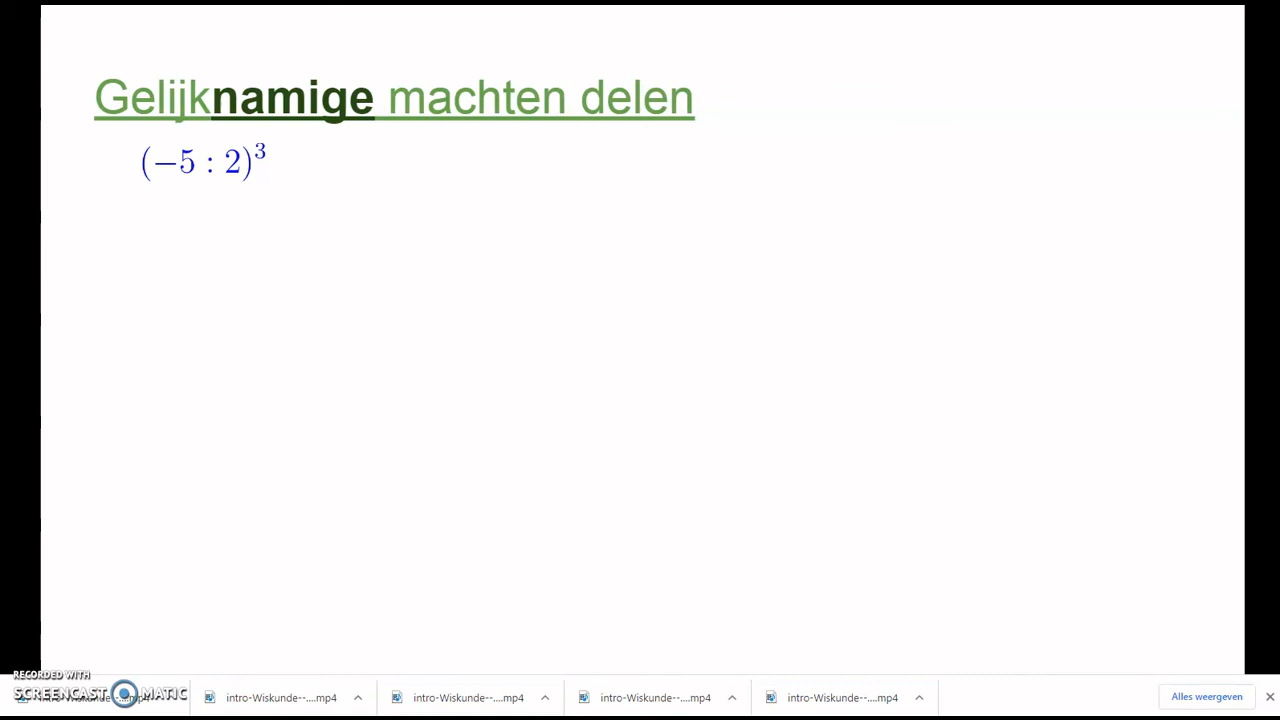 Gelijknamige machten delen
(−5 : 2)³
RECORDED WITH
SCREENCAST MATIC
intro-Wiskunde--....mp4
intro-Wiskunde--....mp4
intro-Wiskunde--....mp4
intro-Wiskunde--....mp4
Alles weergeven